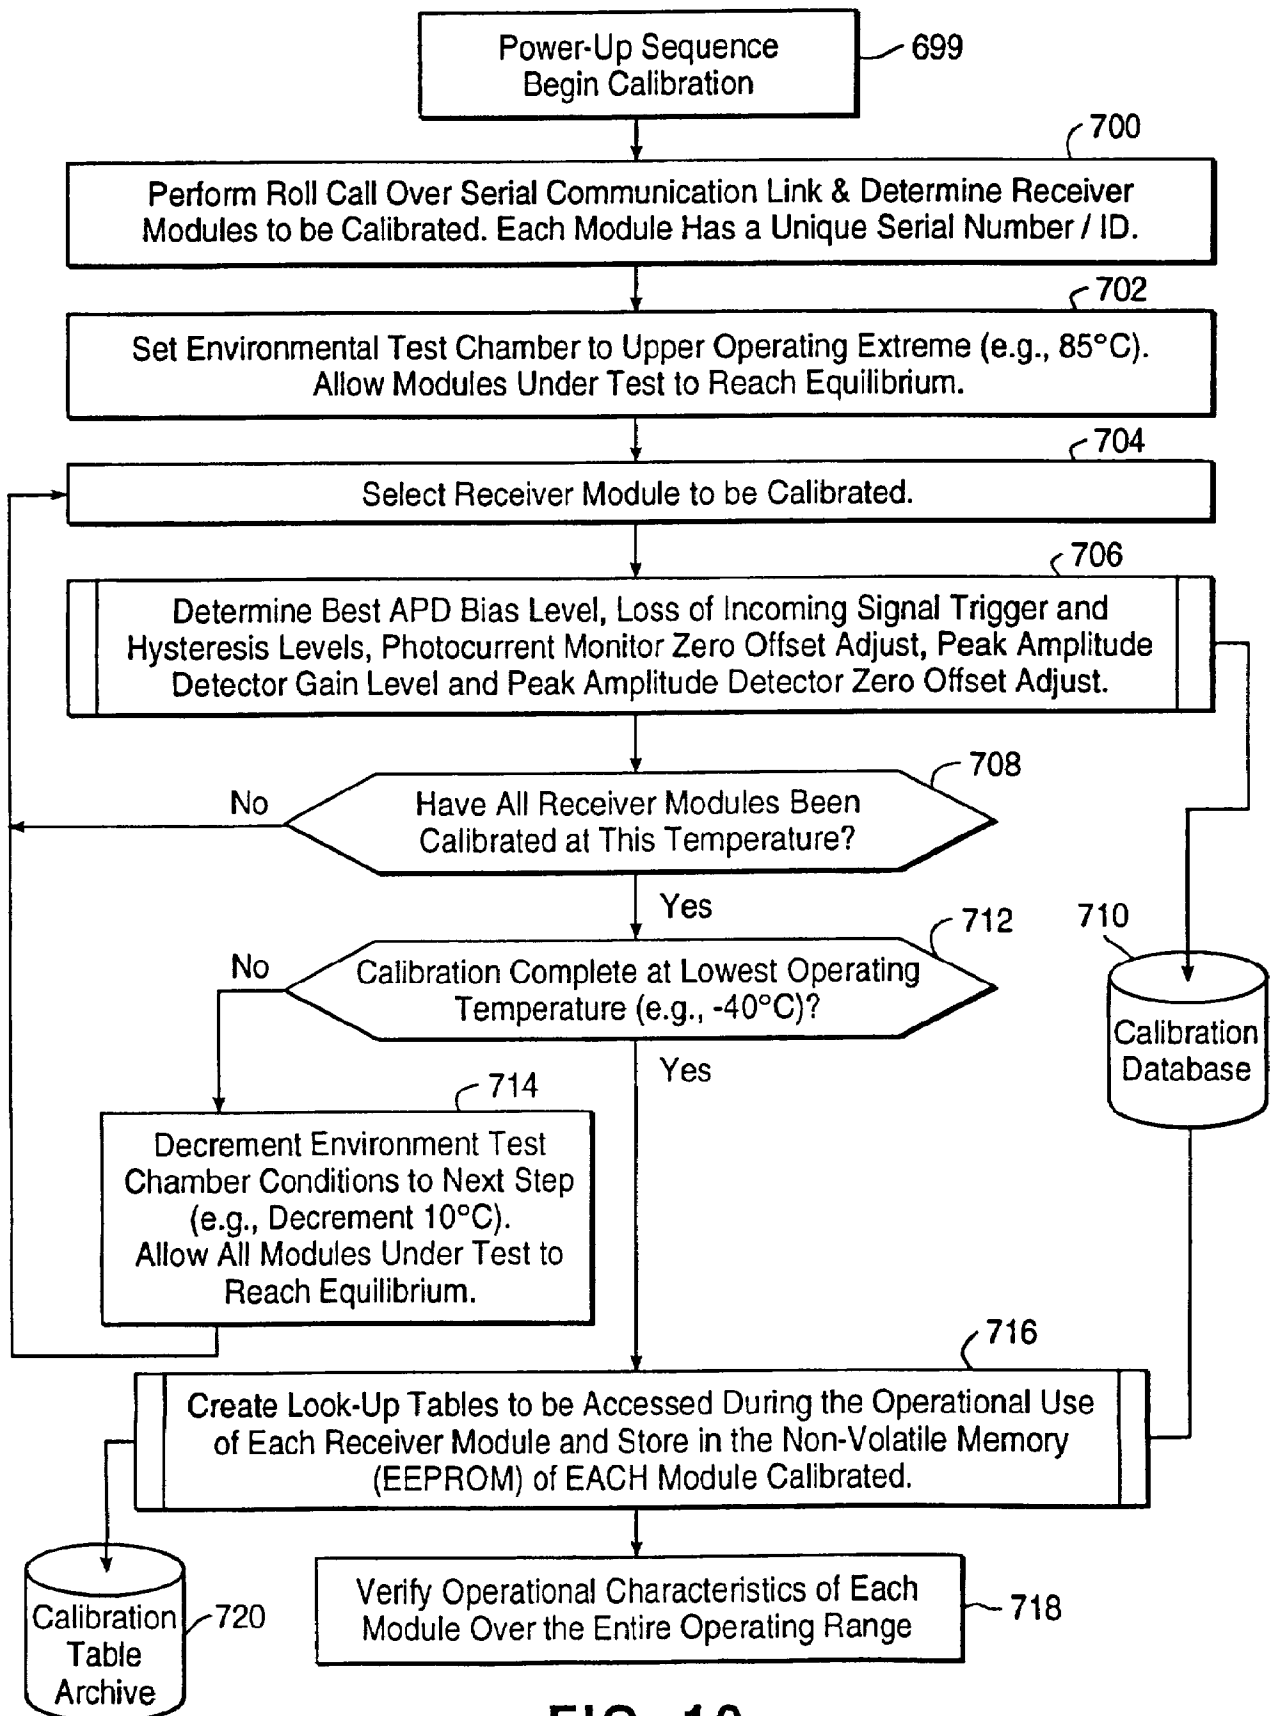 Power-Up Sequence
Begin Calibration
699
700
Perform Roll Call Over Serial Communication Link & Determine Receiver
Modules to be Calibrated. Each Module Has a Unique Serial Number / ID.
702
Set Environmental Test Chamber to Upper Operating Extreme (e.g., 85°C).
Allow Modules Under Test to Reach Equilibrium.
704
Select Receiver Module to be Calibrated.
706
Determine Best APD Bias Level, Loss of Incoming Signal Trigger and
Hysteresis Levels, Photocurrent Monitor Zero Offset Adjust, Peak Amplitude
Detector Gain Level and Peak Amplitude Detector Zero Offset Adjust.
708
No
Have All Receiver Modules Been
Calibrated at This Temperature?
Yes
712
710
No
Calibration Complete at Lowest Operating
Temperature (e.g., -40°C)?
Calibration
Database
Yes
714
Decrement Environment Test
Chamber Conditions to Next Step
(e.g., Decrement 10°C).
Allow All Modules Under Test to
Reach Equilibrium.
716
Create Look-Up Tables to be Accessed During the Operational Use
of Each Receiver Module and Store in the Non-Volatile Memory
(EEPROM) of EACH Module Calibrated.
Calibration
Table
Archive
720
Verify Operational Characteristics of Each
Module Over the Entire Operating Range
718